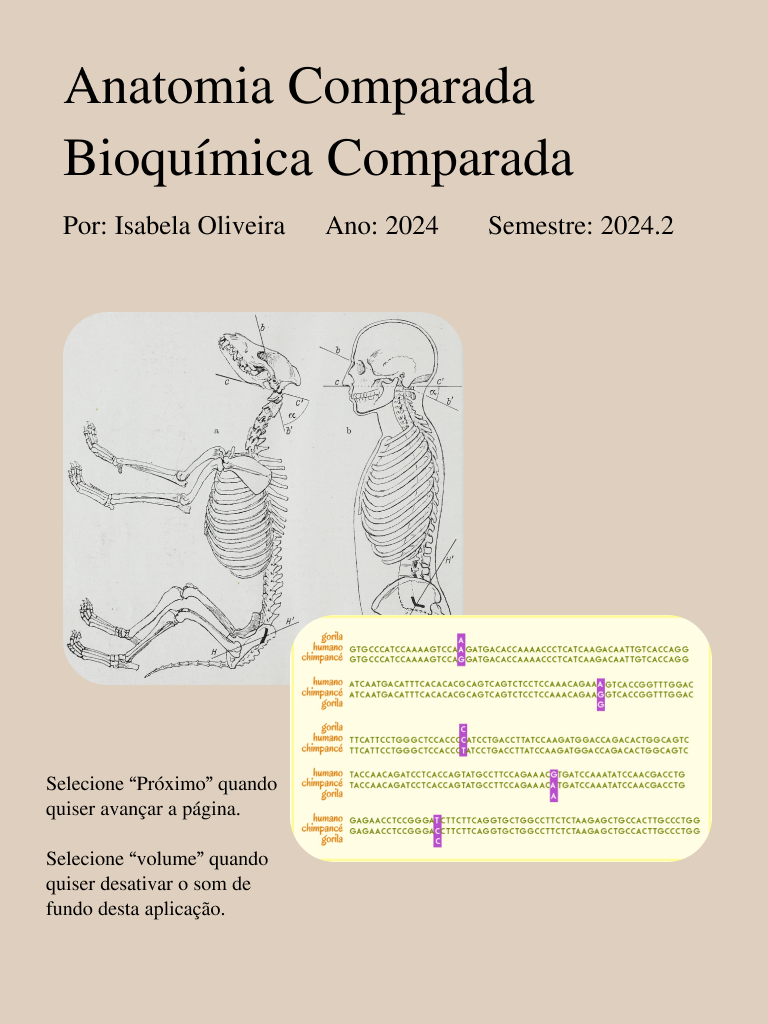 Anatomia Comparada
Bioquímica Comparada
Por: Isabela Oliveira Ano: 2024 Semestre: 2024.2
b
c
c'
α
b'
a
H
H'
b
c
c'
α
b'
b
H'
gorila A
humano GTGCCCATCCAAAAGTCCAAGATGACACCAAAACCCTCATCAAGACAATTGTCACCAGG
chimpancé GTGCCCATCCAAAAGTCCAGGATGACACCAAAACCCTCATCAAGACAATTGTCACCAGG
humano ATCAATGACATTTCACACACGCAGTCAGTCTCCTCCAAACAGAAAGTCACCGGTTTGGAC
chimpancé ATCAATGACATTTCACACACGCAGTCAGTCTCCTCCAAACAGAAGGTCACCGGTTTGGAC
gorila G
gorila C
humano TTCATTCCTGGGCTCCACCCCATCCTGACCTTATCCAAGATGGACCAGACACTGGCAGTC
chimpancé TTCATTCCTGGGCTCCACCCTATCCTGACCTTATCCAAGATGGACCAGACACTGGCAGTC
humano TACCAACAGATCCTCACCAGTATGCCTTCCAGAAACGTGATCCAAATATCCAACGACCTG
chimpancé TACCAACAGATCCTCACCAGTATGCCTTCCAGAAACATGATCCAAATATCCAACGACCTG
gorila A
humano GAGAACCTCCGGGATCTTCTTCAGGTGCTGGCCTTCTCTAAGAGCTGCCACTTGCCCTGG
chimpancé GAGAACCTCCGGGACCTTCTTCAGGTGCTGGCCTTCTCTAAGAGCTGCCACTTGCCCTGG
gorila C
Selecione “Próximo” quando
quiser avançar a página.
Selecione “volume” quando
quiser desativar o som de
fundo desta aplicação.